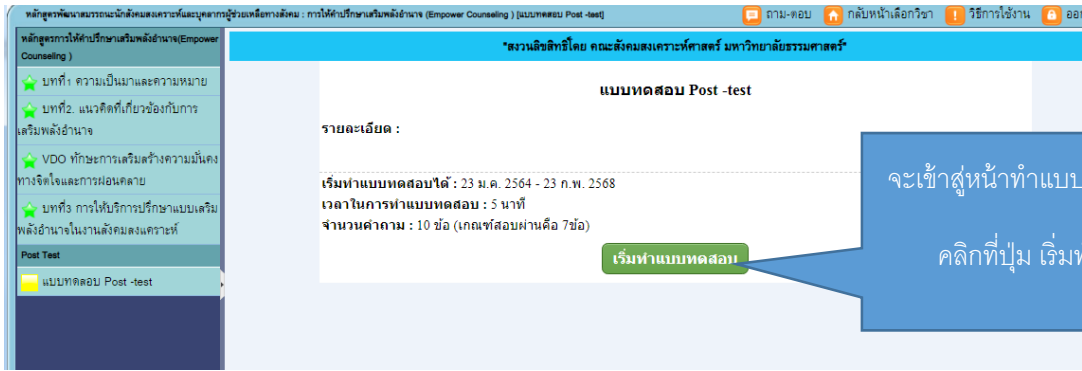 หลักสูตรพัฒนาสมรรถนะนักสังคมสงเคราะห์และบุคลากรผู้ช่วยเหลือทางสังคม : การให้คำปรึกษาเสริมพลังอำนาจ (Empower Counseling ) [แบบทดสอบ Post -test]
ถาม-ตอบ
กลับหน้าเลือกวิชา
วิธีการใช้งาน
หลักสูตรการให้คำปรึกษาเสริมพลังอำนาจ(Empower
Counseling )
"สงวนลิขสิทธิ์โดย คณะสังคมสงเคราะห์ศาสตร์ มหาวิทยาลัยธรรมศาสตร์"
บทที่1 ความเป็นมาและความหมาย
บทที่2. แนวคิดที่เกี่ยวข้องกับการ
เสริมพลังอำนาจ
VDO ทักษะการเสริมสร้างความมั่นคง
ทางจิตใจและการผ่อนคลาย
บทที่3 การให้บริการปรึกษาแบบเสริม
พลังอำนาจในงานสังคมสงเคราะห์
Post Test
แบบทดสอบ Post -test
แบบทดสอบ Post -test
รายละเอียด :
เริ่มทำแบบทดสอบได้ : 23 ม.ค. 2564 - 23 ก.พ. 2568
เวลาในการทำแบบทดสอบ : 5 นาที
จำนวนคำถาม : 10 ข้อ (เกณฑ์สอบผ่านคือ 7ข้อ)
เริ่มทำแบบทดสอบ
จะเข้าสู่หน้าทำแบบ
คลิกที่ปุ่ม เริ่ม